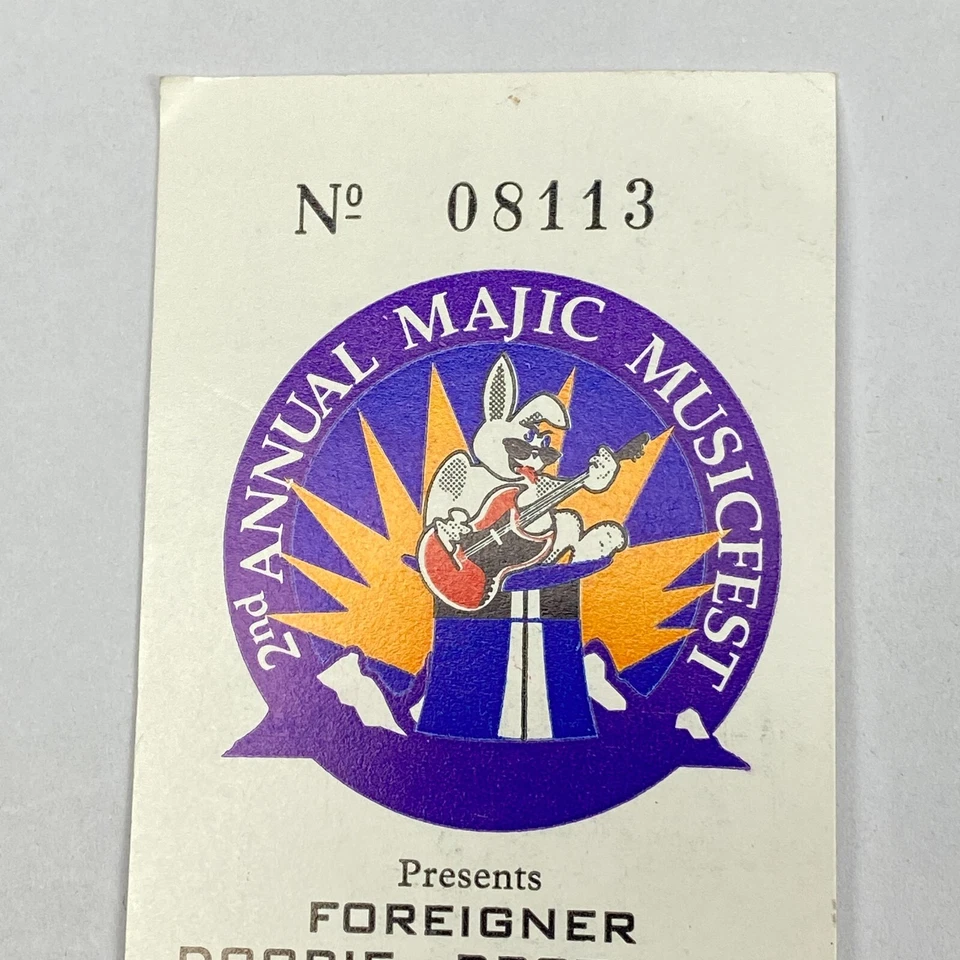 Nº 08113
2nd ANNUAL MAJIC MUSICFEST
Presents
FOREIGNER